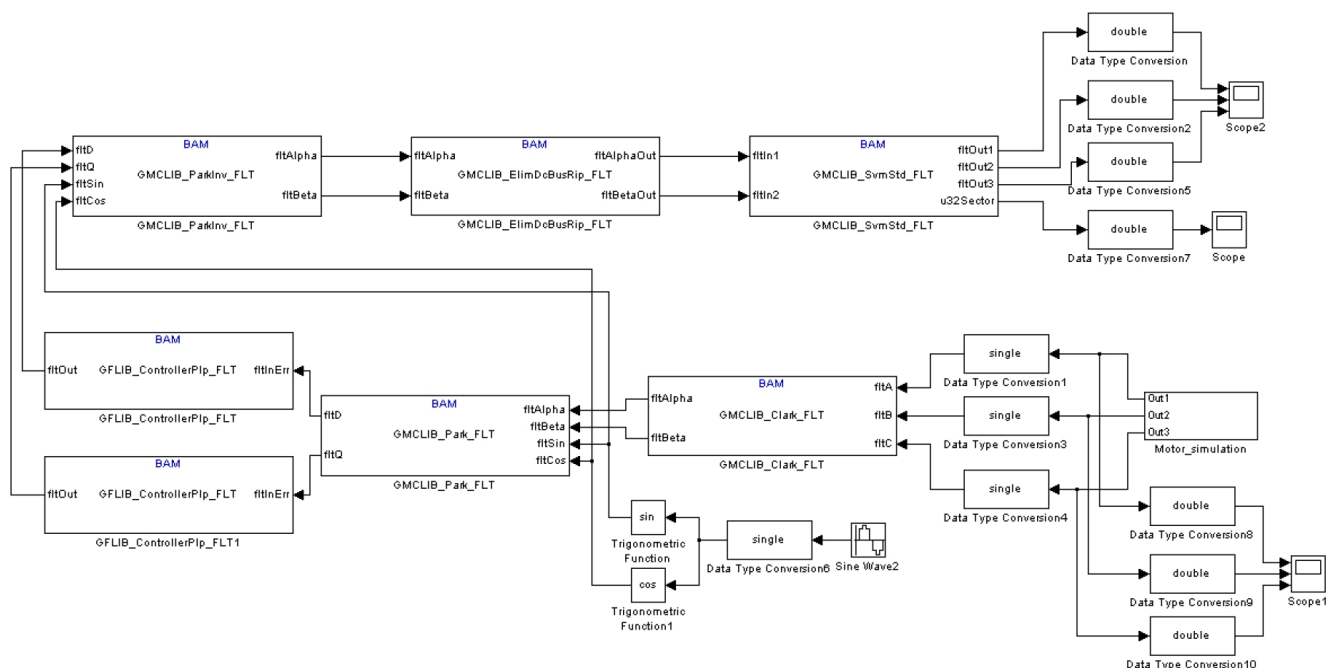 double
Data Type Conversion
double
Data Type Conversion2
Scope2
BAM
fltD
fltQ
fltSin
fltCos
GMCLIB_ParkInv_FLT
fltAlpha
fltBeta
GMCLIB_ParkInv_FLT
BAM
fltAlpha
fltBeta
GMCLIB_ElimDcBusRip_FLT
fltAlphaOut
fltBetaOut
GMCLIB_ElimDcBusRip_FLT
BAM
fltIn1
fltIn2
GMCLIB_SvmStd_FLT
fltOut1
fltOut2
fltOut3
u32Sector
GMCLIB_SvmStd_FLT
double
Data Type Conversion5
double
Data Type Conversion7
Scope
BAM
fltOut
GFLIB_ControllerPIp_FLT
fltInErr
GFLIB_ControllerPIp_FLT
BAM
fltOut
GFLIB_ControllerPIp_FLT
fltInErr
GFLIB_ControllerPIp_FLT1
BAM
fltD
fltQ
GMCLIB_Park_FLT
fltAlpha
fltBeta
fltSin
fltCos
GMCLIB_Park_FLT
BAM
fltAlpha
fltBeta
GMCLIB_Clark_FLT
fltA
fltB
fltC
GMCLIB_Clark_FLT
single
Data Type Conversion1
single
Data Type Conversion3
single
Data Type Conversion4
Out1
Out2
Out3
Motor_simulation
sin
Trigonometric
Function
cos
Trigonometric
Function1
single
Data Type Conversion6
Sine Wave2
double
Data Type Conversion8
double
Data Type Conversion9
double
Data Type Conversion10
Scope1